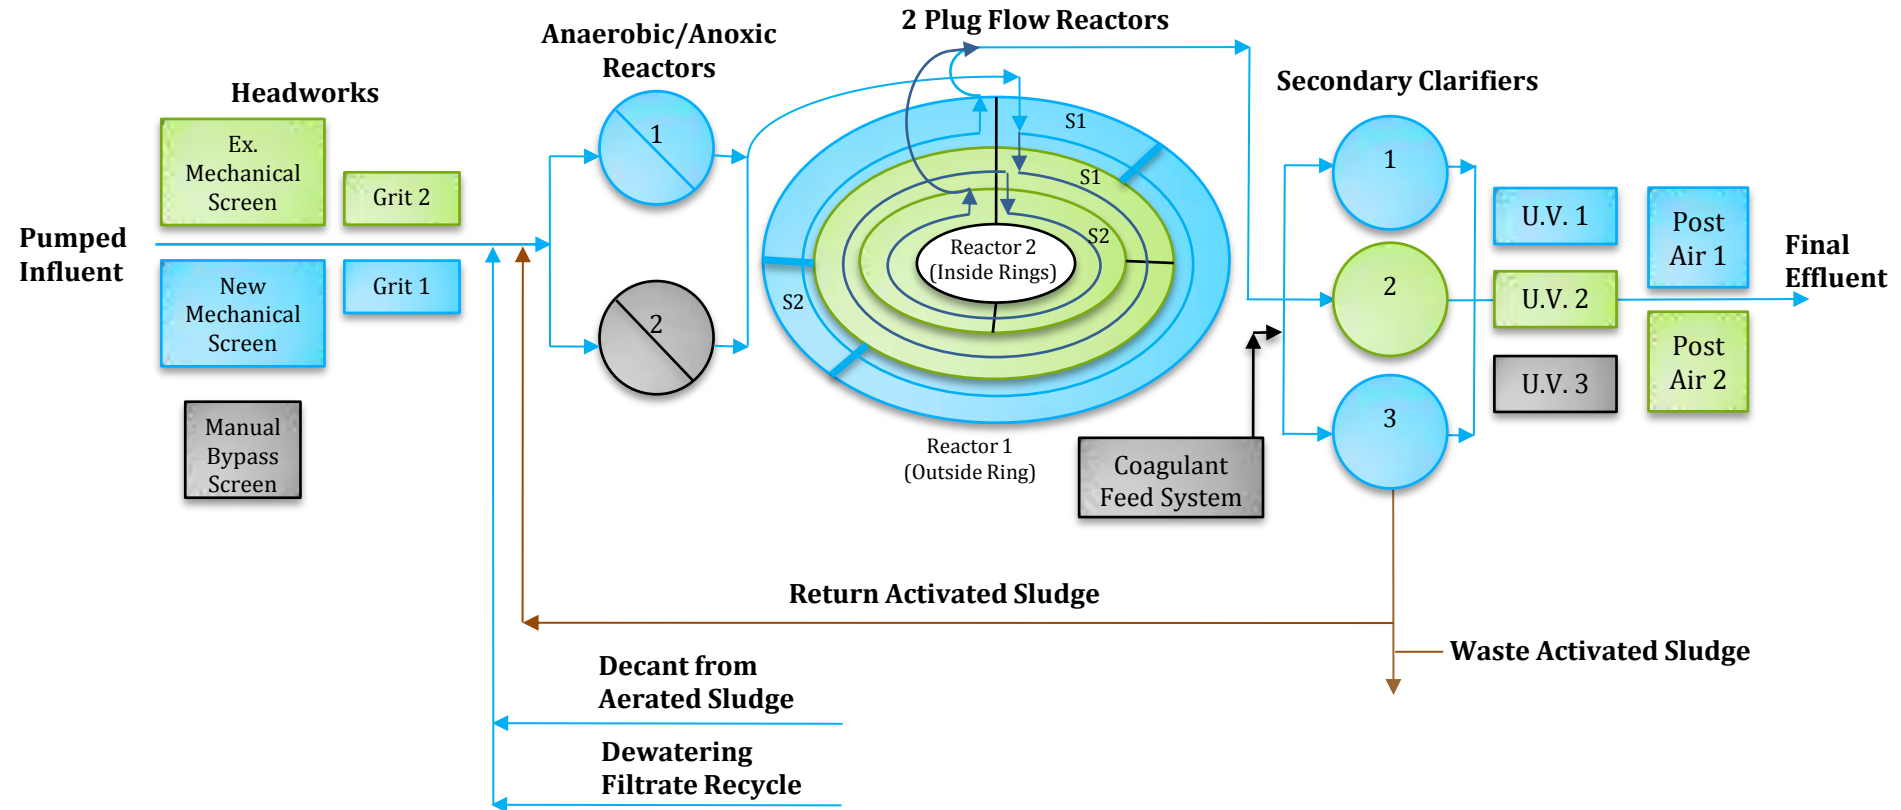 2 Plug Flow Reactors
Anaerobic/Anoxic
Reactors
Headworks
Secondary Clarifiers
Ex.
Mechanical
Screen
Grit 2
1
S1
S1
1
Pumped
Influent
New
Mechanical
Screen
Grit 1
2
Reactor 2
(Inside Rings)
S2
S2
2
U.V. 1
U.V. 2
U.V. 3
Post
Air 1
Post
Air 2
Final
Effluent
Manual
Bypass
Screen
Reactor 1
(Outside Ring)
Coagulant
Feed System
3
Return Activated Sludge
Waste Activated Sludge
Decant from
Aerated Sludge
Dewatering
Filtrate Recycle